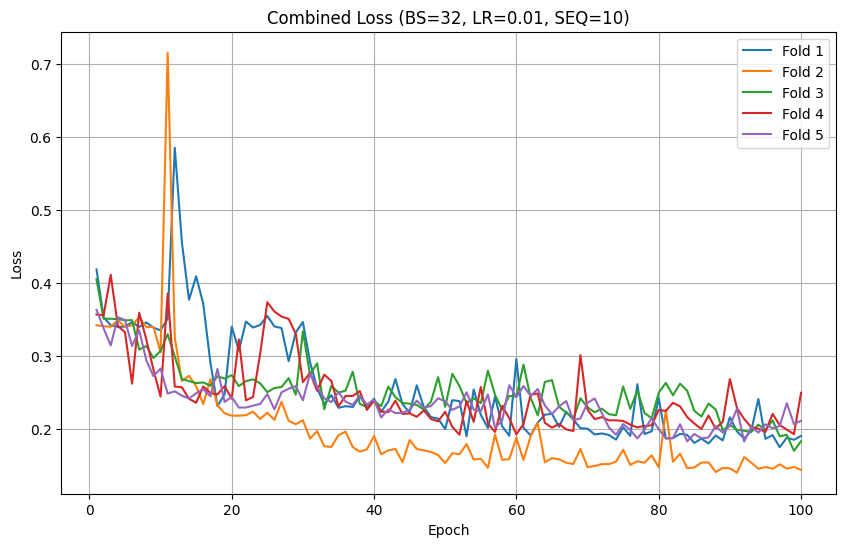 Combined Loss (BS=32, LR=0.01, SEQ=10)
Fold 1
Fold 2
Fold 3
Fold 4
Fold 5
Loss
0.7
0.6
0.5
0.4
0.3
0.2
0 20 40 60 80 100
Epoch